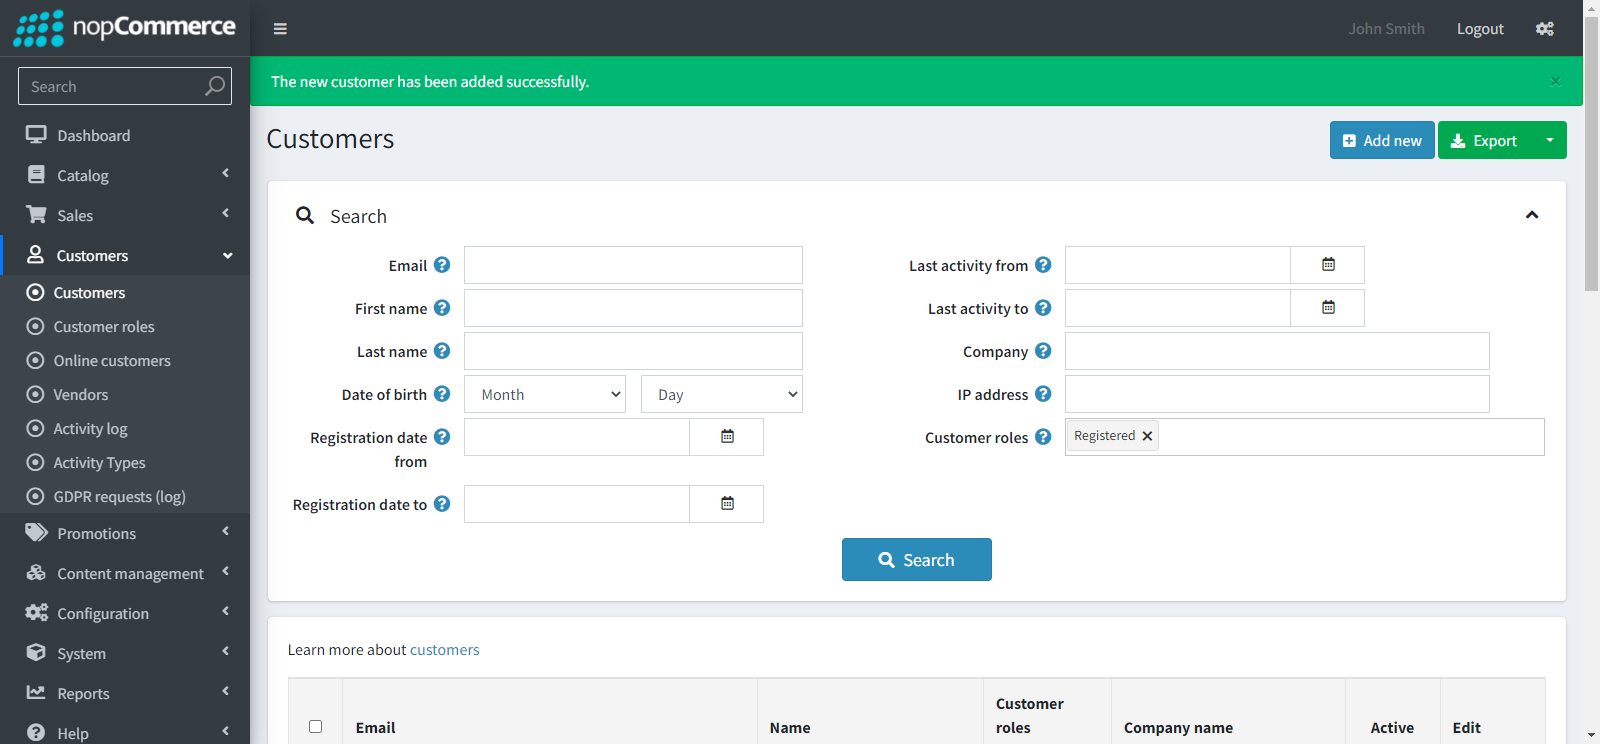 nopCommerce
John Smith
Logout
Search
The new customer has been added successfully.
×
Dashboard
Catalog
Sales
Customers
Customers
Customer roles
Online customers
Vendors
Activity log
Activity Types
GDPR requests (log)
Promotions
Content management
Configuration
System
Reports
Help
Customers
Add new
Export
Search
Email ?
First name ?
Last name ?
Date of birth ? Month Day
Registration date ?
from
Registration date to ?
Last activity from ?
Last activity to ?
Company ?
IP address ?
Customer roles ? Registered ×
Search
Learn more about customers
Email
Name
Customer
roles
Company name
Active
Edit